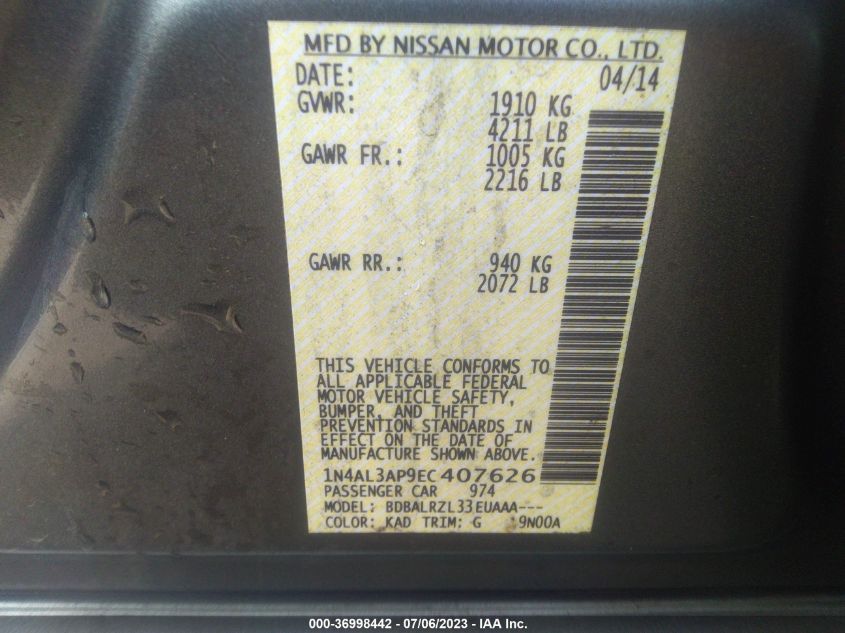 MFD BY NISSAN MOTOR CO., LTD.
DATE: 04/14
GVWR: 1910 KG
4211 LB
GAWR FR.: 1005 KG
2216 LB
GAWR RR.: 940 KG
2072 LB
THIS VEHICLE CONFORMS TO
ALL APPLICABLE FEDERAL
MOTOR VEHICLE SAFETY,
BUMPER, AND THEFT
PREVENTION STANDARDS IN
EFFECT ON THE DATE OF
MANUFACTURE SHOWN ABOVE.
1N4AL3AP9EC407626
PASSENGER CAR 974
MODEL: BDBALRZL33EUAAA---
COLOR: KAD TRIM: G 9N00A
000-36998442 - 07/06/2023 - IAA Inc.